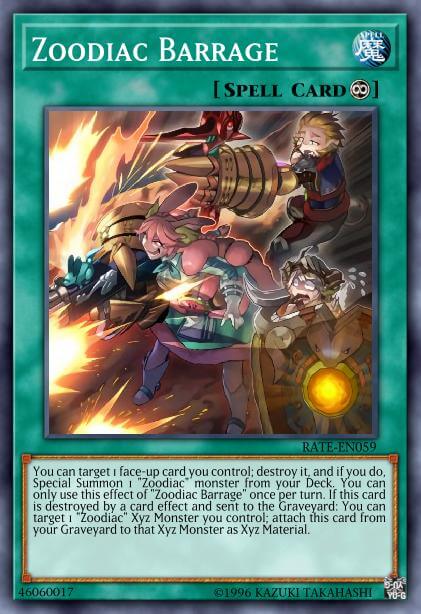 ZOODIAC BARRAGE
SPELL
魔
[SPELL CARD]
RATE-EN059
You can target 1 face-up card you control; destroy it, and if you do,
Special Summon 1 "Zoodiac" monster from your Deck. You can
only use this effect of "Zoodiac Barrage" once per turn. If this card
is destroyed by a card effect and sent to the Graveyard: You can
target 1 "Zoodiac" Xyz Monster you control; attach this card from
your Graveyard to that Xyz Monster as Xyz Material.
46060017
©1996 KAZUKI TAKAHASHI